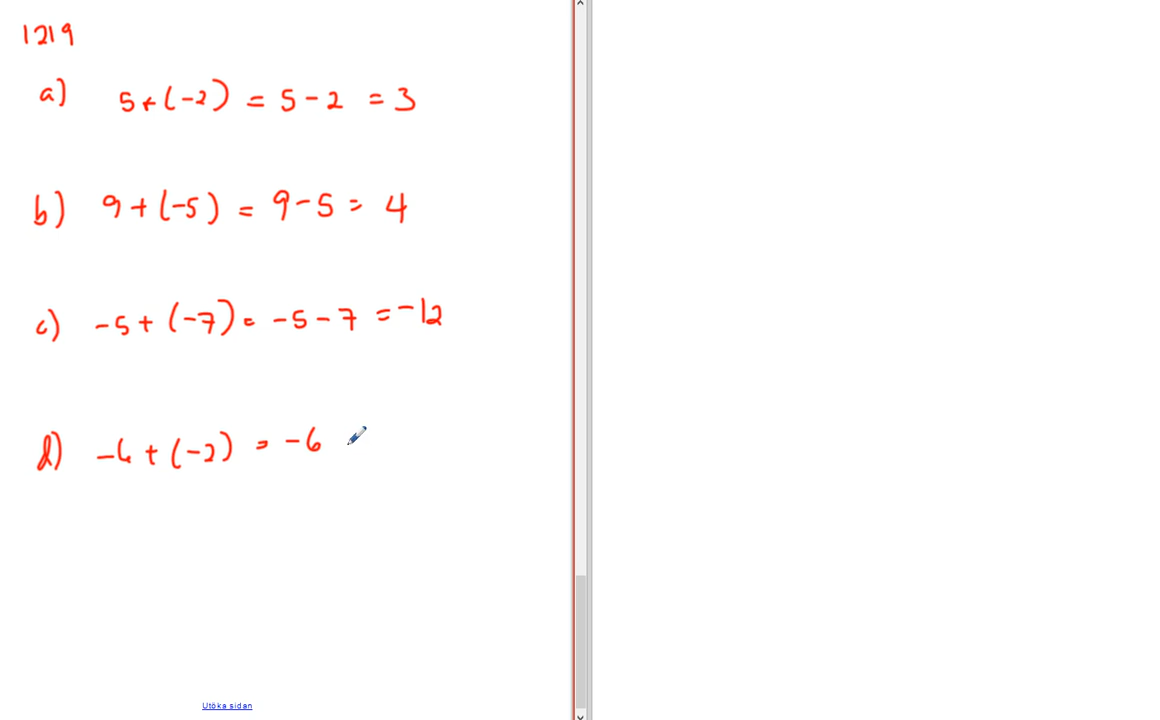 1219
a) 5+(-2) = 5-2 = 3
b) 9+(-5) = 9-5 = 4
c) -5+(-7) = -5-7 = -12
d) -6+(-2) = -6
Utöka sidan